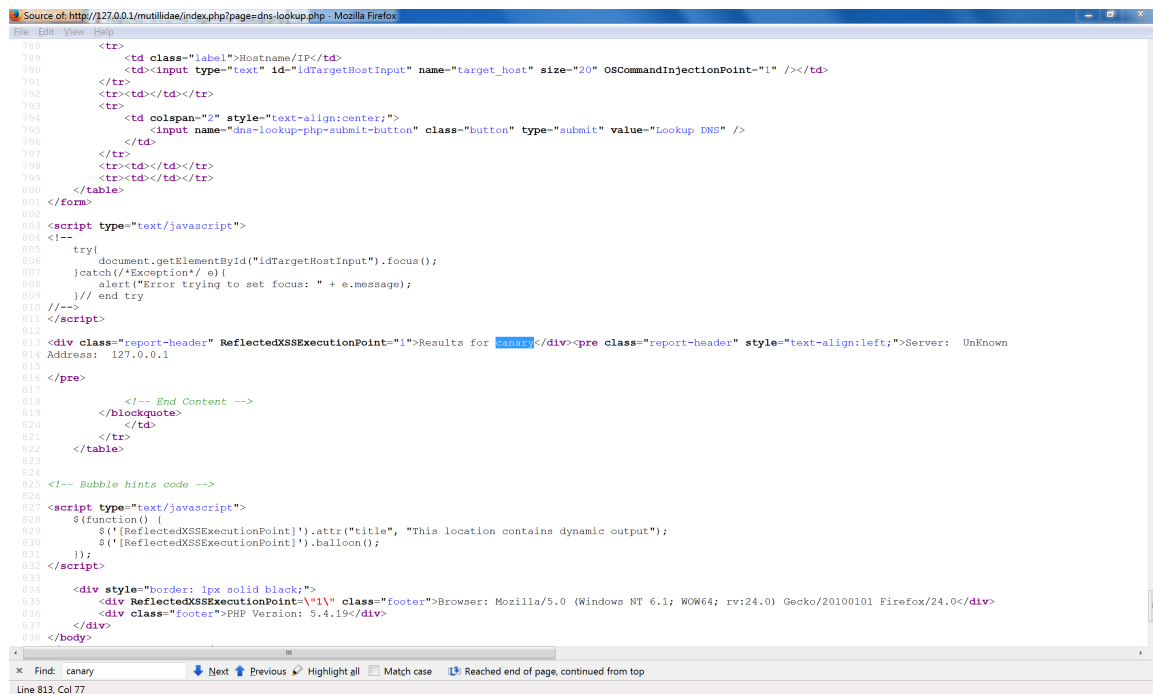 Source of: http://127.0.0.1/mutillidae/index.php?page=dns-lookup.php - Mozilla Firefox
File Edit View Help
788 <tr>
789 <td class="label">Hostname/IP</td>
790 <td><input type="text" id="idTargetHostInput" name="target_host" size="20" OSCommandInjectionPoint="1" /></td>
791 </tr>
792 <tr><td></td></tr>
793 <tr>
794 <td colspan="2" style="text-align:center;">
795 <input name="dns-lookup-php-submit-button" class="button" type="submit" value="Lookup DNS" />
796 </td>
797 </tr>
798 <tr><td></td></tr>
799 <tr><td></td></tr>
800 </table>
801 </form>
802
803 <script type="text/javascript">
804 <!--
805 try{
806 document.getElementById("idTargetHostInput").focus();
807 }catch(/*Exception*/ e){
808 alert("Error trying to set focus: " + e.message);
809 }// end try
810 //-->
811 </script>
812
813 <div class="report-header" ReflectedXSSExecutionPoint="1">Results for canary</div><pre class="report-header" style="text-align:left;">Server:  UnKnown
814 Address:  127.0.0.1
815
816 </pre>
817
818 <!-- End Content -->
819 </blockquote>
820 </td>
821 </tr>
822 </table>
823
824
825 <!-- Bubble hints code -->
826
827 <script type="text/javascript">
828 $(function() {
829 $('[ReflectedXSSExecutionPoint]').attr("title", "This location contains dynamic output");
830 $('[ReflectedXSSExecutionPoint]').balloon();
831 });
832 </script>
833
834 <div style="border: 1px solid black;">
835 <div ReflectedXSSExecutionPoint=\"1\" class="footer">Browser: Mozilla/5.0 (Windows NT 6.1; WOW64; rv:24.0) Gecko/20100101 Firefox/24.0</div>
836 <div class="footer">PHP Version: 5.4.19</div>
837 </div>
838 </body>
Find: canary Next Previous Highlight all Match case Reached end of page, continued from top
Line 813, Col 77